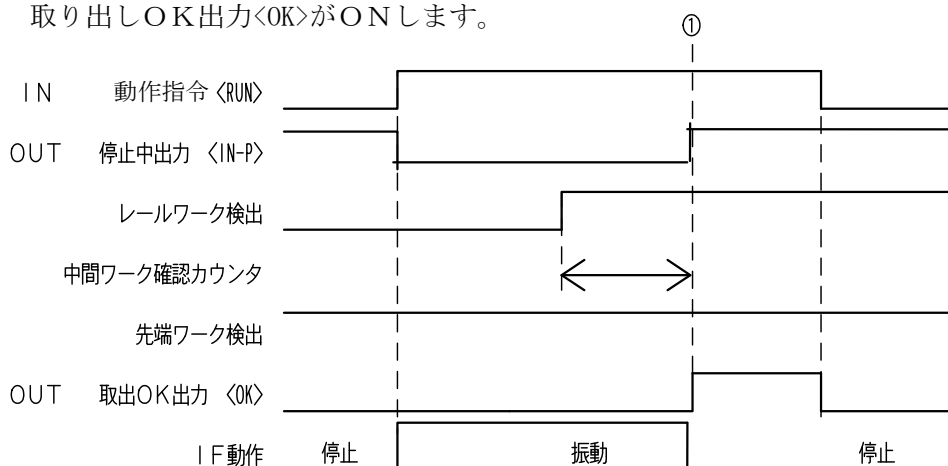 取り出しＯＫ出力<OK>がＯＮします。
①
ＩＮ 動作指令〈RUN〉
ＯＵＴ 停止中出力 〈IN-P〉
レールワーク検出
中間ワーク確認カウンタ
先端ワーク検出
ＯＵＴ 取出ＯＫ出力 〈OK〉
ＩＦ動作 停止 振動 停止